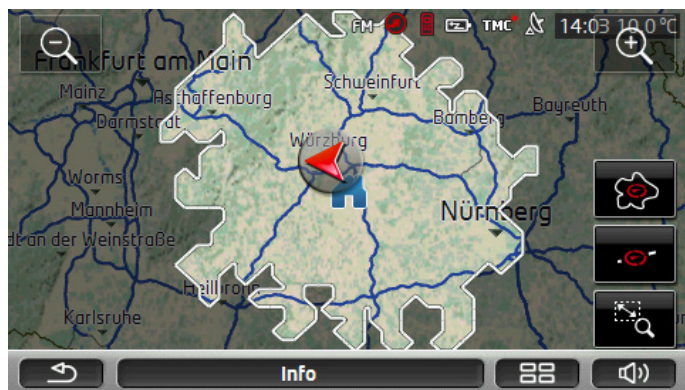 FM TMC 14:03 10,0 °C
Frankfurt am Main
Mainz
Aschaffenburg
Schweinfurt
Darmstadt
Bamberg
Bayreuth
Würzburg
Worms
Mannheim
Nürnberg
dt an der Weinstraße
Heilbronn
Karlsruhe
Info